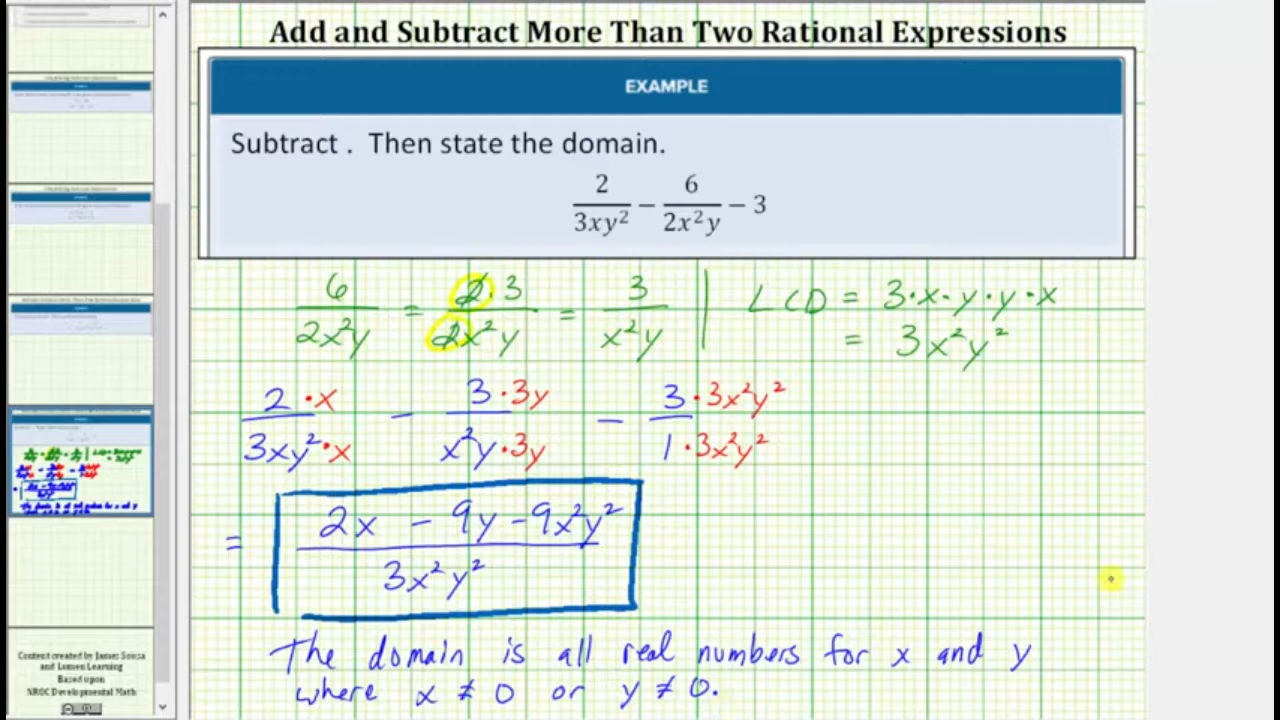 Add and Subtract More Than Two Rational Expressions
EXAMPLE
Subtract .  Then state the domain.
2/(3xy²) − 6/(2x²y) − 3
6/(2x²y) = (2·3)/(2x²y) = 3/(x²y) | LCD = 3·x·y·y·x
= 3x²y²
(2·x)/(3xy²·x) − (3·3y)/(x²y·3y) − (3·3x²y²)/(1·3x²y²)
= (2x − 9y − 9x²y²)/(3x²y²)
The domain is all real numbers for x and y
where x ≠ 0 or y ≠ 0.
Content created by James Sousa
and Lumen Learning
Based upon
NROC Developmental Math